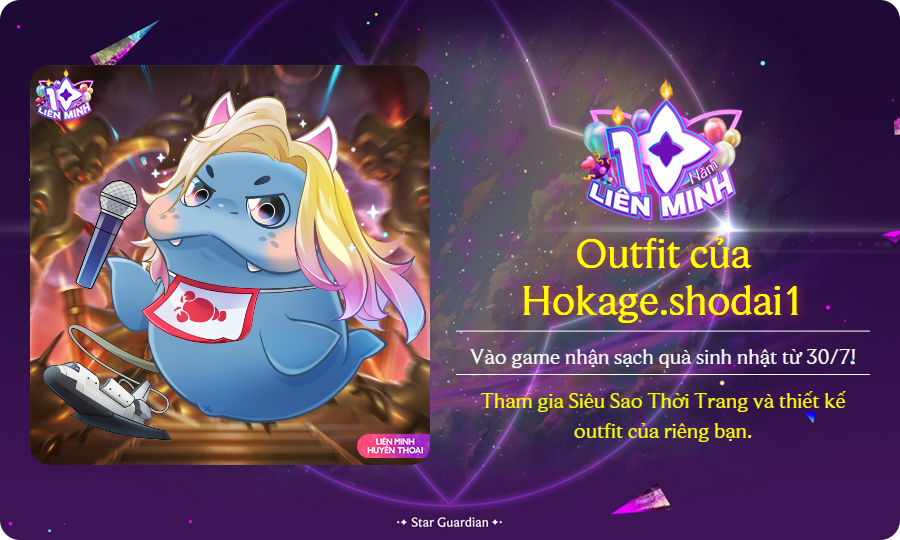 10
LIÊN MINH
LIÊN MINH
HUYỀN THOẠI
10
Năm
LIÊN MINH
Outfit của
Hokage.shodai1
Vào game nhận sạch quà sinh nhật từ 30/7!
Tham gia Siêu Sao Thời Trang và thiết kế
outfit của riêng bạn.
Star Guardian